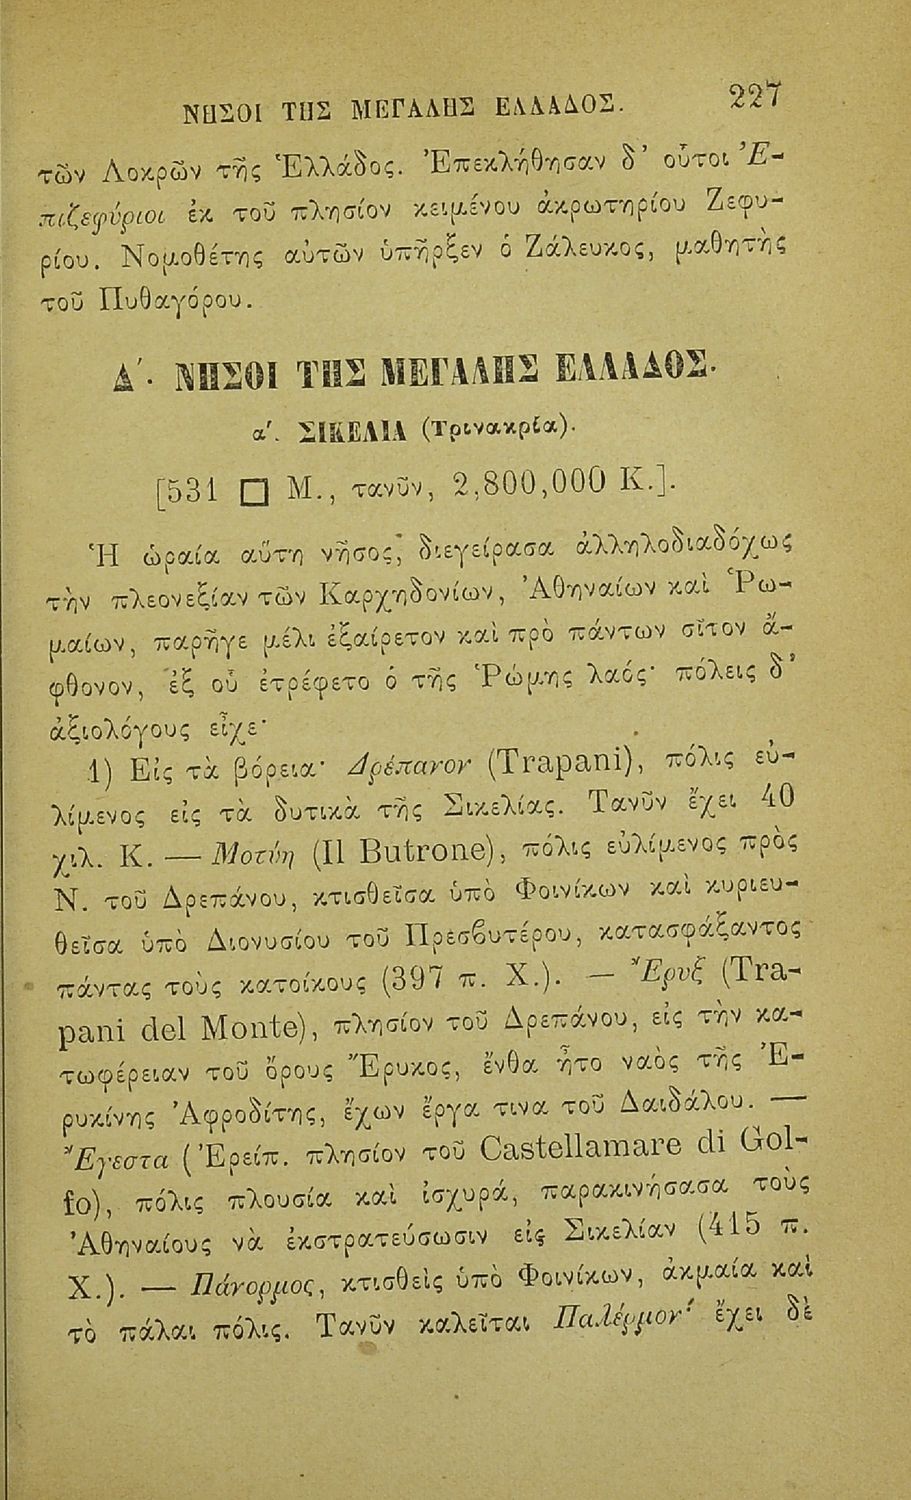 ΝΗΣΟΙ ΤΗΣ ΜΕΓΑΛΗΣ ΕΛΛΑΔΟΣ. 227
τῶν Λοκρῶν τῆς Ἑλλάδος. Ἐπεκλήθησαν δ’ οὗτοι Ἐ-
πιζεφύριοι ἐκ τοῦ πλησίον κειμένου ἀκρωτηρίου Ζεφυ-
ρίου. Νομοθέτης αὐτῶν ὑπῆρξεν ὁ Ζάλευκος, μαθητὴς
τοῦ Πυθαγόρου.
Δ΄. ΝΗΣΟΙ ΤΗΣ ΜΕΓΑΛΗΣ ΕΛΛΑΔΟΣ.
α΄. ΣΙΚΕΛΙΑ (Τρινακρία).
[531 □ Μ., τανῦν, 2,800,000 Κ.].
Ἡ ὡραία αὕτη νῆσος, διεγείρασα ἀλληλοδιαδόχως
τὴν πλεονεξίαν τῶν Καρχηδονίων, Ἀθηναίων καὶ Ῥω-
μαίων, παρῆγε μέλι ἐξαίρετον καὶ πρὸ πάντων σῖτον ἄ-
φθονον, ἐξ οὗ ἐτρέφετο ὁ τῆς Ῥώμης λαός· πόλεις δ’
ἀξιολόγους εἶχε·
1) Εἰς τὰ βόρεια· Δρέπανον (Trapani), πόλις εὐ-
λίμενος εἰς τὰ δυτικὰ τῆς Σικελίας. Τανῦν ἔχει 40
χιλ. Κ. — Μοτύη (Il Butrone), πόλις εὐλίμενος πρὸς
Ν. τοῦ Δρεπάνου, κτισθεῖσα ὑπὸ Φοινίκων καὶ κυριευ-
θεῖσα ὑπὸ Διονυσίου τοῦ Πρεσβυτέρου, κατασφάξαντος
πάντας τοὺς κατοίκους (397 π. Χ.). — Ἔρυξ (Tra-
pani del Monte), πλησίον τοῦ Δρεπάνου, εἰς τὴν κα-
τωφέρειαν τοῦ ὄρους Ἔρυκος, ἔνθα ἦτο ναὸς τῆς Ἐ-
ρυκίνης Ἀφροδίτης, ἔχων ἔργα τινα τοῦ Δαιδάλου. —
Ἔγεστα (Ἐρείπ. πλησίον τοῦ Castellamare di Gol-
fo), πόλις πλουσία καὶ ἰσχυρά, παρακινήσασα τοὺς
Ἀθηναίους νὰ ἐκστρατεύσωσιν εἰς Σικελίαν (415 π.
Χ.). — Πάνορμος, κτισθεὶς ὑπὸ Φοινίκων, ἀκμαία καὶ
τὸ πάλαι πόλις. Τανῦν καλεῖται Παλέρμον· ἔχει δὲ